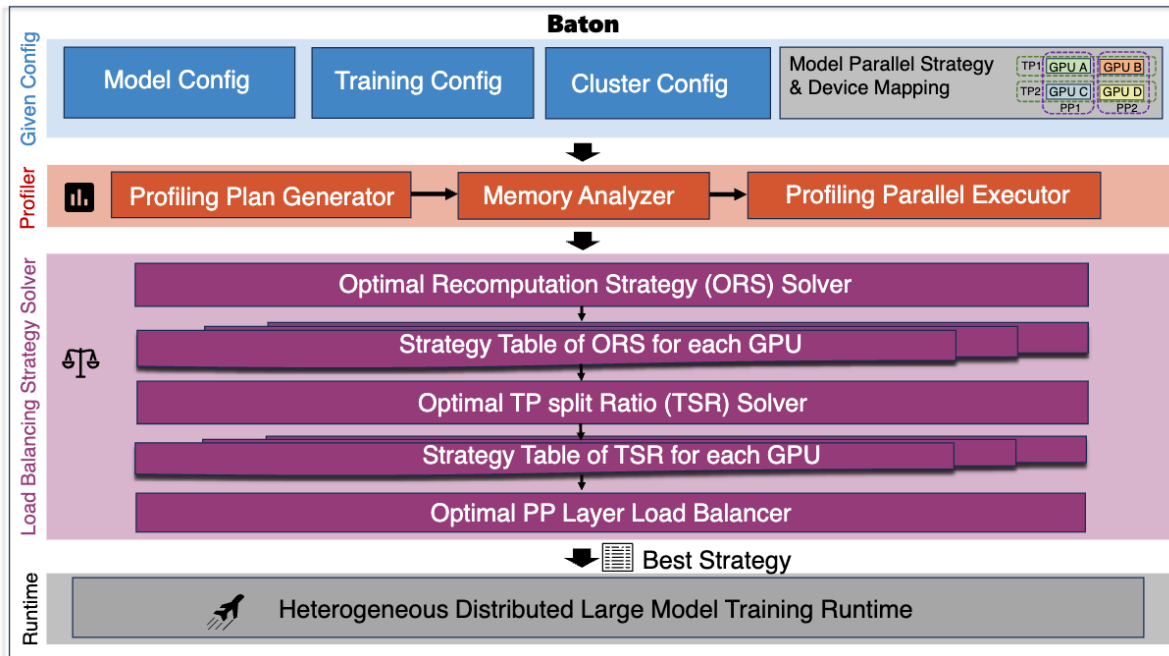 Baton
Given Config
Model Config
Training Config
Cluster Config
Model Parallel Strategy
& Device Mapping
TP1
GPU A
GPU B
TP2
GPU C
GPU D
PP1
PP2
Profiler
Profiling Plan Generator
Memory Analyzer
Profiling Parallel Executor
Load Balancing Strategy Solver
Optimal Recomputation Strategy (ORS) Solver
Strategy Table of ORS for each GPU
Optimal TP split Ratio (TSR) Solver
Strategy Table of TSR for each GPU
Optimal PP Layer Load Balancer
Best Strategy
Runtime
Heterogeneous Distributed Large Model Training Runtime